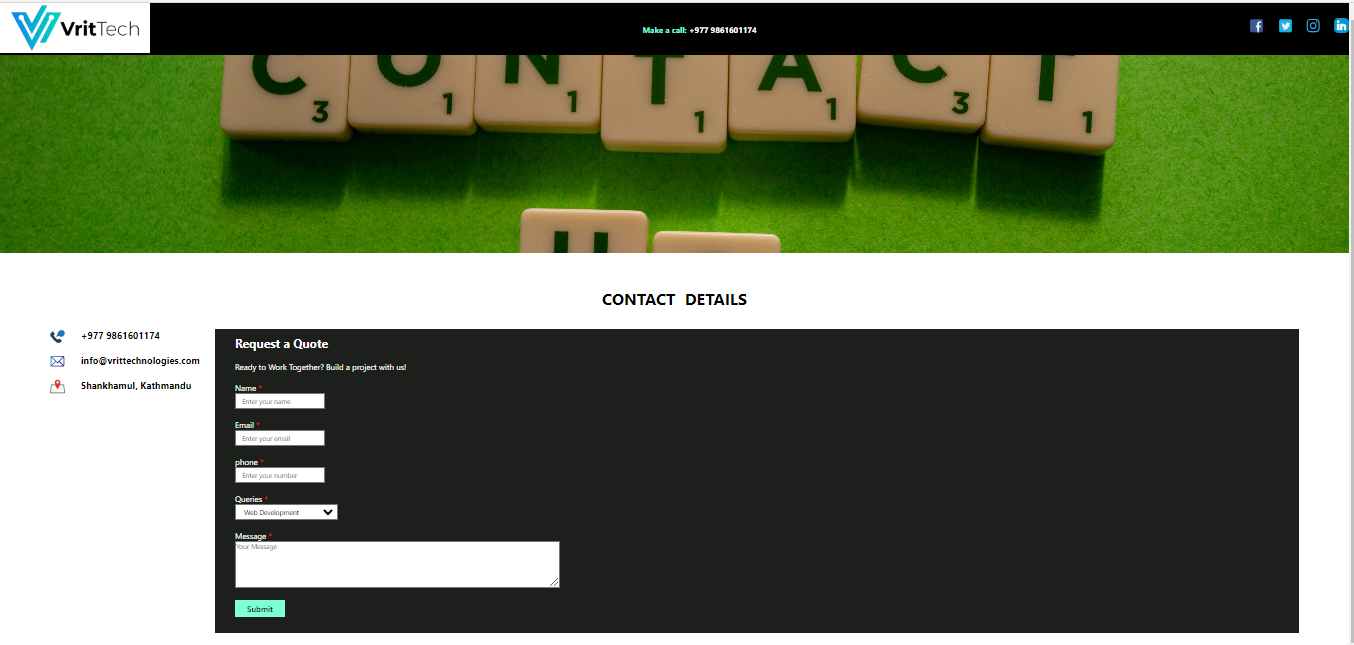 VritTech
Make a call: +977 9861601174
C O N T A C T
3 1 1 1 1 3 1
CONTACT DETAILS
+977 9861601174
info@vrittechnologies.com
Shankhamul, Kathmandu
Request a Quote
Ready to Work Together? Build a project with us!
Name *
Enter your name
Email *
Enter your email
phone *
Enter your number
Queries *
Web Development
Message *
Your Message
Submit